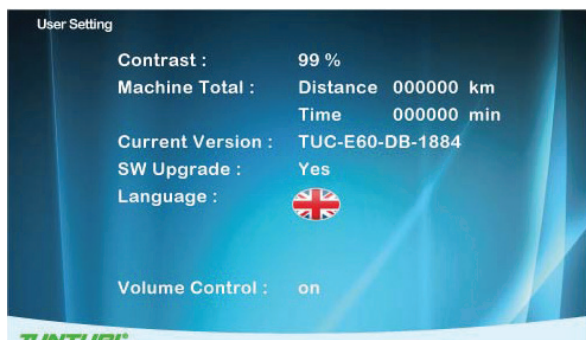 User Setting
Contrast : 99 %
Machine Total : Distance 000000 km
Time 000000 min
Current Version : TUC-E60-DB-1884
SW Upgrade : Yes
Language :
Volume Control : on
TUNTURI®